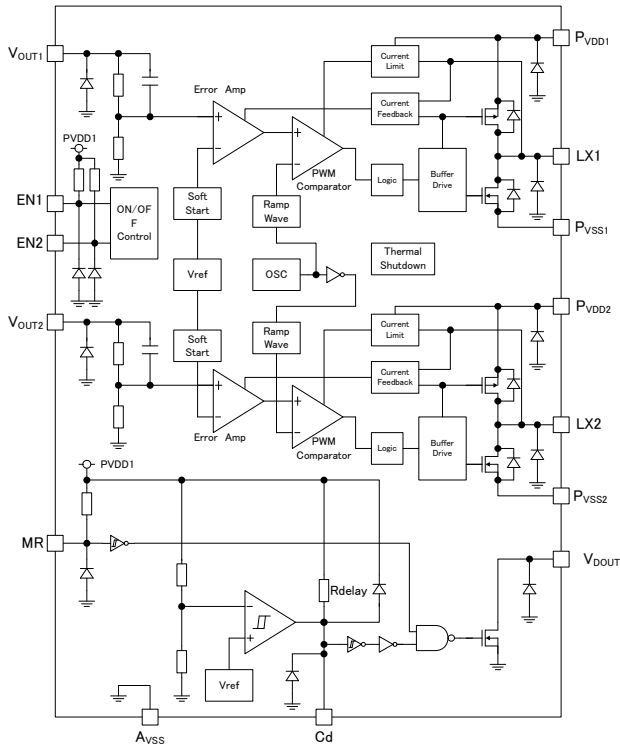 VOUT1
PVDD1
Current
Limit
Error Amp
Current
Feedback
PVDD1
LX1
EN1
ON/OF
F
Control
EN2
Soft
Start
Ramp
Wave
PWM
Comparator
Logic
Buffer
Drive
PVSS1
Vref
OSC
Thermal
Shutdown
VOUT2
PVDD2
Soft
Start
Ramp
Wave
Current
Limit
Current
Feedback
Error Amp
PWM
Comparator
Logic
Buffer
Drive
LX2
PVDD1
PVSS2
MR
VDOUT
Rdelay
Vref
AVSS
Cd